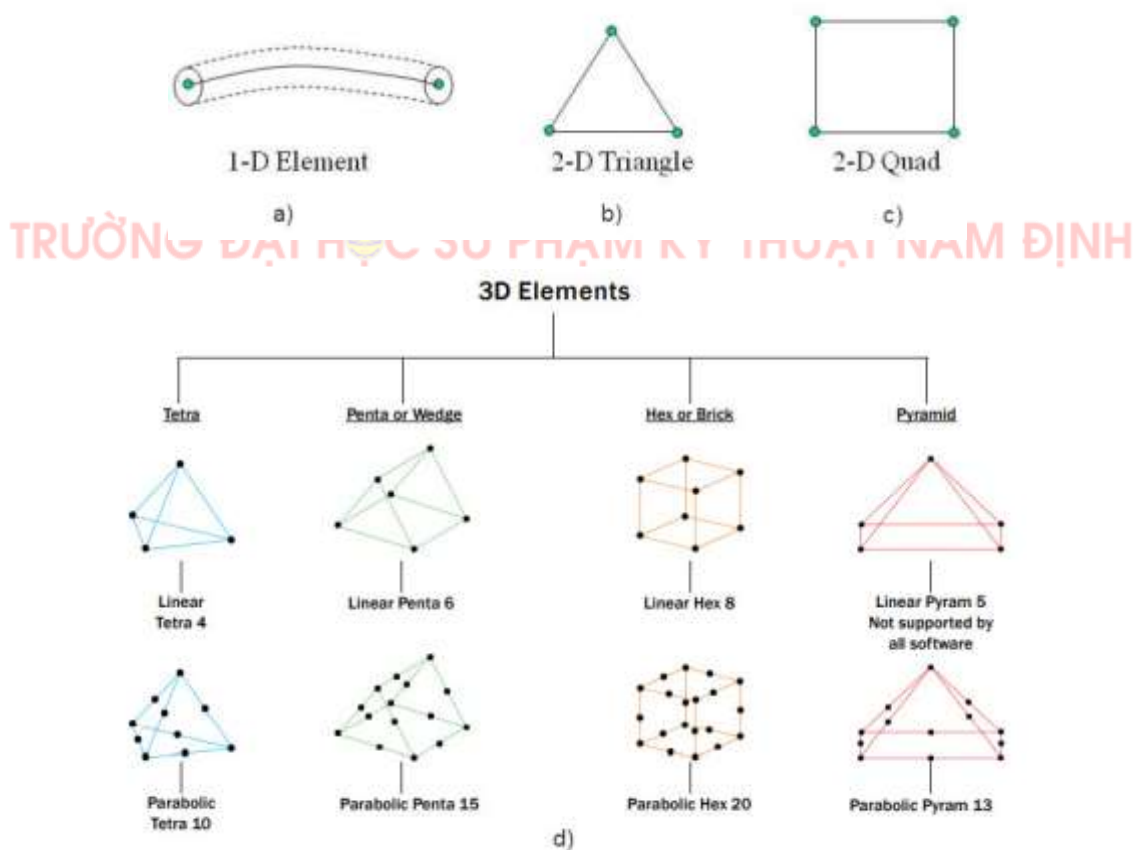 1-D Element
2-D Triangle
2-D Quad
a)
b)
c)
TRƯỜNG ĐẠI HỌC SƯ PHẠM KỸ THUẬT NAM ĐỊNH
3D Elements
Tetra
Penta or Wedge
Hex or Brick
Pyramid
Linear
Tetra 4
Linear Penta 6
Linear Hex 8
Linear Pyram 5
Not supported by
all software
Parabolic
Tetra 10
Parabolic Penta 15
Parabolic Hex 20
Parabolic Pyram 13
d)